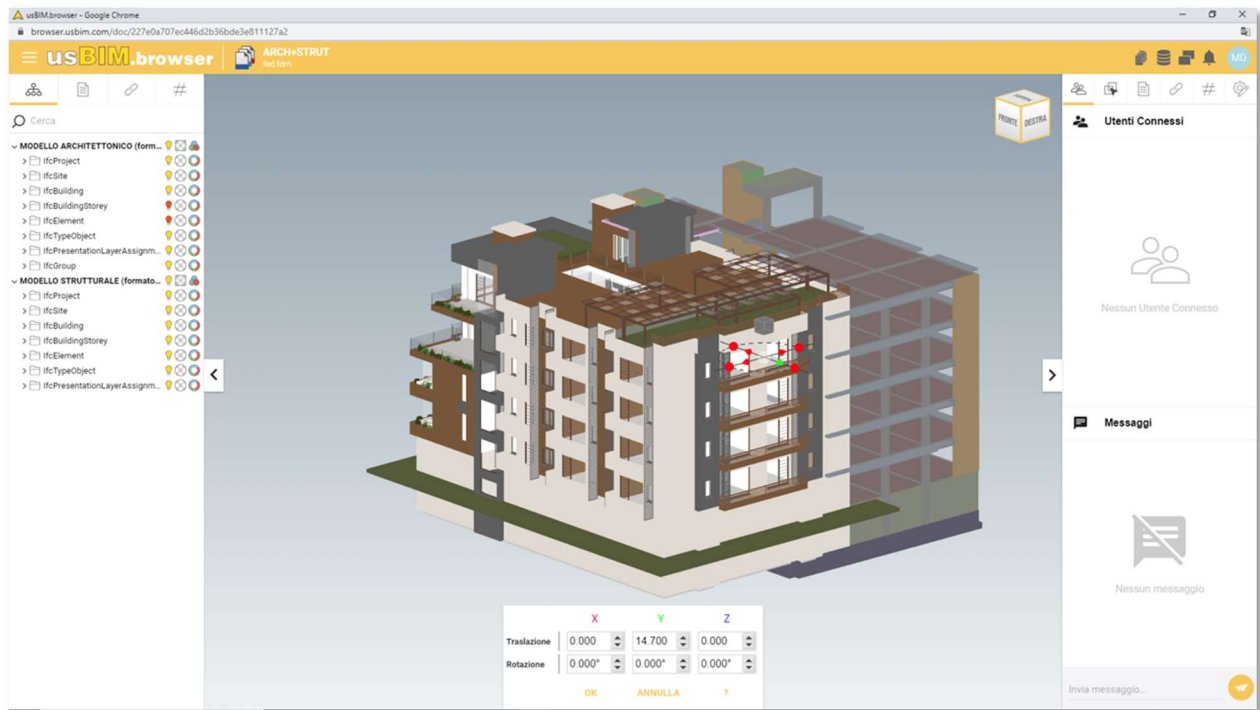 usBIM.browser - Google Chrome
browser.usbim.com/doc/227e0a707ec446d2b36bde3e811127a2
usBIM.browser
ARCH+STRUT
fed.fdm
MD
Cerca
MODELLO ARCHITETTONICO (form...
IfcProject
IfcSite
IfcBuilding
IfcBuildingStorey
IfcElement
IfcTypeObject
IfcPresentationLayerAssignm...
IfcGroup
MODELLO STRUTTURALE (formato...
IfcProject
IfcSite
IfcBuilding
IfcBuildingStorey
IfcElement
IfcTypeObject
IfcPresentationLayerAssignm...
FRONTE DESTRA
X Y Z
Traslazione 0.000 14.700 0.000
Rotazione 0.000° 0.000° 0.000°
OK ANNULLA ?
Utenti Connessi
Nessun Utente Connesso
Messaggi
Nessun messaggio
Invia messaggio...